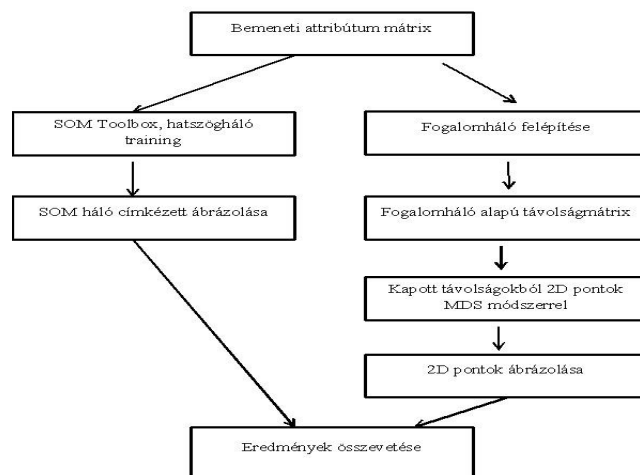 Bemeneti attribútum mátrix
SOM Toolbox, hatszögháló
training
Fogalomháló felépítése
SOM háló címkézett ábrázolása
Fogalomháló alapú távolságmátrix
Kapott távolságokból 2D pontok
MDS módszerrel
2D pontok ábrázolása
Eredmények összevetése